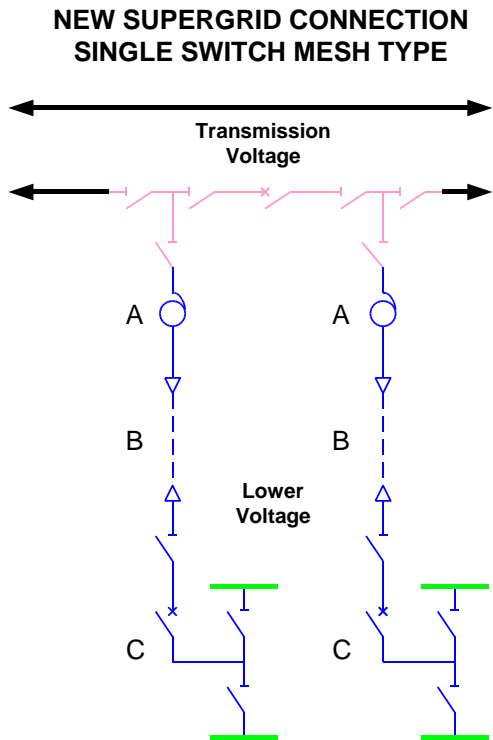 NEW SUPERGRID CONNECTION
SINGLE SWITCH MESH TYPE
Transmission
Voltage
A
A
B
B
Lower
Voltage
C
C